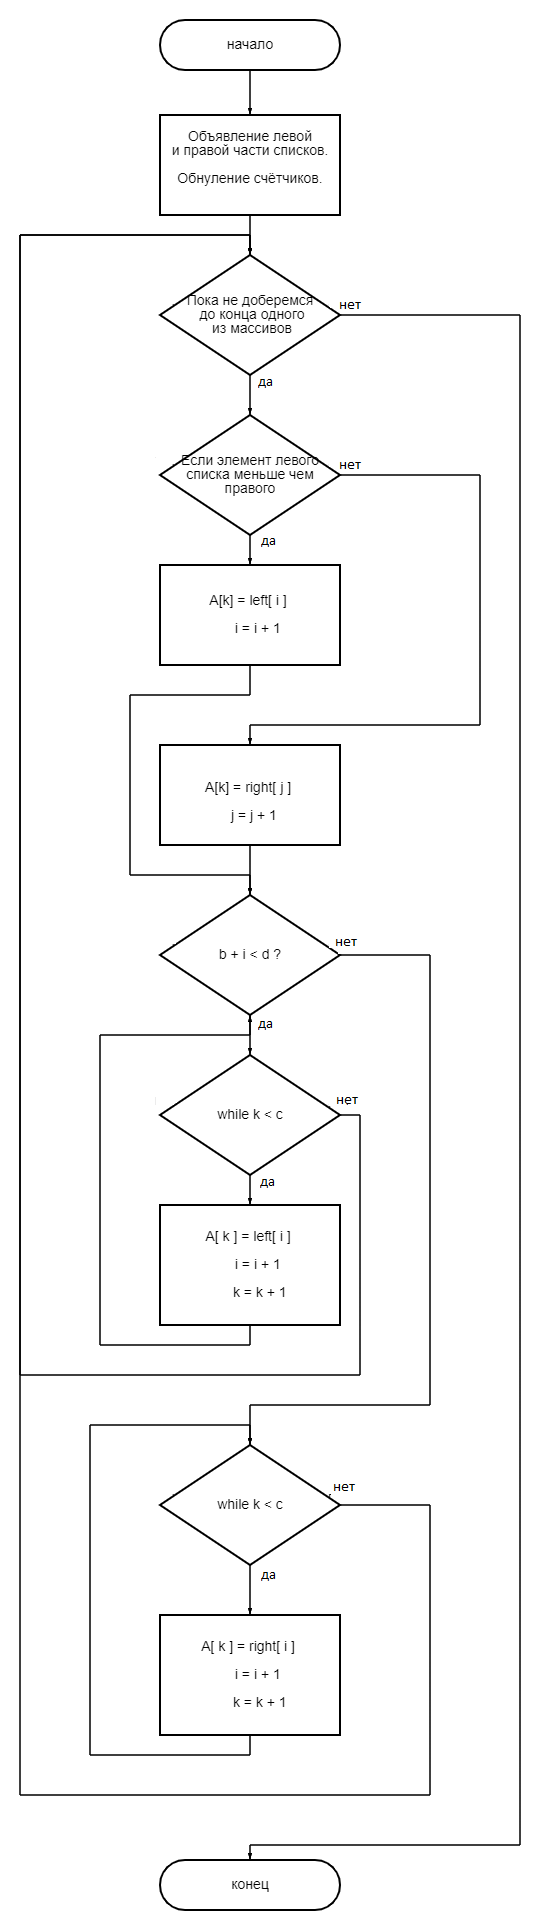 начало
Объявление левой
и правой части списков.
Обнуление счётчиков.
Пока не доберемся
до конца одного
из массивов
нет
да
Если элемент левого
списка меньше чем
правого
нет
да
A[k] = left[ i ]
i = i + 1
A[k] = right[ j ]
j = j + 1
b + i < d ?
нет
да
while k < c
нет
да
A[ k ] = left[ i ]
i = i + 1
k = k + 1
while k < c
нет
да
A[ k ] = right[ i ]
i = i + 1
k = k + 1
конец